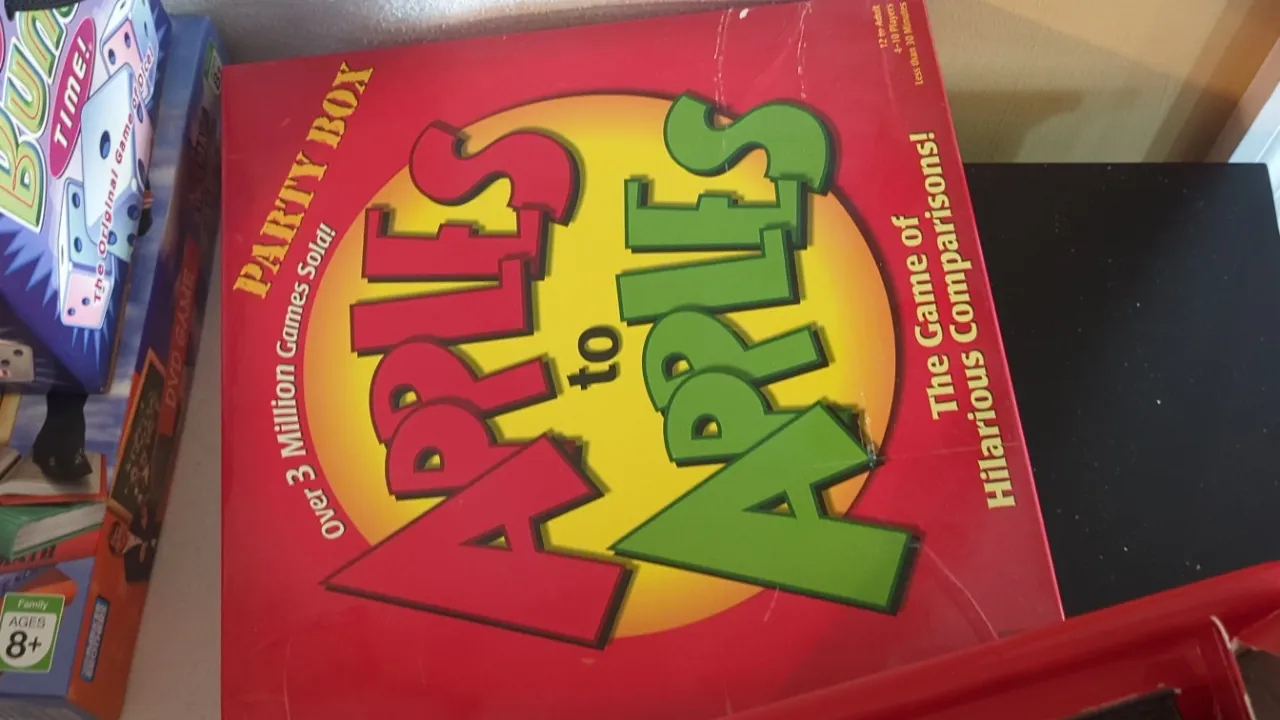 PARTY BOX
Over 3 Million Games Sold!
APPLES
to
APPLES
The Game of
Hilarious Comparisons!
12 to Adult
4-10 Players
Less than 30 Minutes
TIME!
The Original Game of Dice!
DVD GAME
Family
AGES
8+